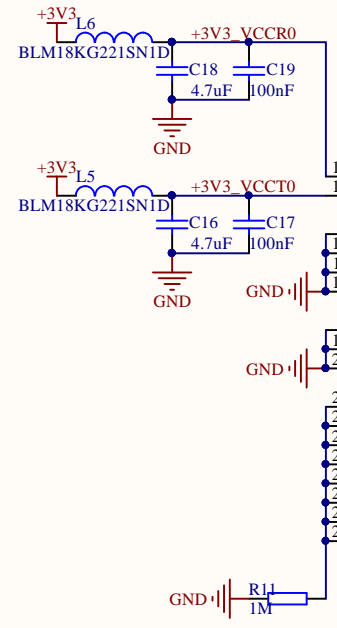 +3V3
L6
+3V3_VCCR0
BLM18KG221SN1D
C18
C19
4.7uF
100nF
GND
+3V3
L5
+3V3_VCCT0
BLM18KG221SN1D
C16
C17
4.7uF
100nF
GND
GND
GND
R11
GND
1M